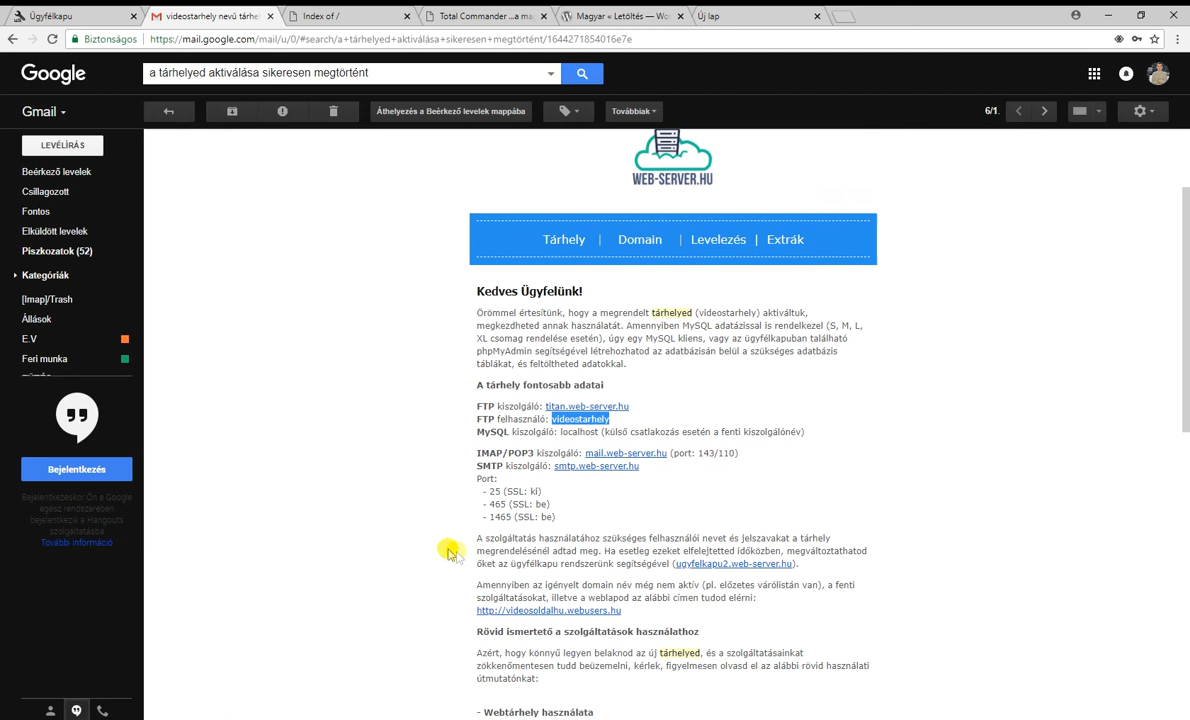 Ügyfélkapu
videostarhely nevű tárhel
Index of /
Total Commander ...a ma
Magyar « Letöltés — Wor
Új lap
Biztonságos
https://mail.google.com/mail/u/0/#search/a+tárhelyed+aktiválása+sikeresen+megtörtént/1644271854016e7e
Google
a tárhelyed aktiválása sikeresen megtörtént
Gmail
Áthelyezés a Beérkező levelek mappába
Továbbiak
6/1.
LEVÉLÍRÁS
Beérkező levelek
Csillagozott
Fontos
Elküldött levelek
Piszkozatok (52)
Kategóriák
[Imap]/Trash
Állások
E.V
Feri munka
Bejelentkezés
Bejelentkezéskor Ön a Google
egész rendszerében
bejelentkezik a Hangouts
szolgáltatásba
További információ
WEB-SERVER.HU
Tárhely | Domain | Levelezés | Extrák
Kedves Ügyfelünk!
Örömmel értesítünk, hogy a megrendelt tárhelyed (videostarhely) aktiváltuk,
megkezdheted annak használatát. Amennyiben MySQL adatázissal is rendelkezel (S, M, L,
XL csomag rendelése esetén), úgy egy MySQL kliens, vagy az ügyfélkapuban található
phpMyAdmin segítségével létrehozhatod az adatbázisán belül a szükséges adatbázis
táblákat, és feltöltheted adatokkal.
A tárhely fontosabb adatai
FTP kiszolgáló: titan.web-server.hu
FTP felhasználó: videostarhely
MySQL kiszolgáló: localhost (külső csatlakozás esetén a fenti kiszolgálónév)
IMAP/POP3 kiszolgáló: mail.web-server.hu (port: 143/110)
SMTP kiszolgáló: smtp.web-server.hu
Port:
- 25 (SSL: ki)
- 465 (SSL: be)
- 1465 (SSL: be)
A szolgáltatás használatához szükséges felhasználói nevet és jelszavakat a tárhely
megrendelésénél adtad meg. Ha esetleg ezeket elfelejtetted időközben, megváltoztathatod
őket az ügyfélkapu rendszerünk segítségével (ugyfelkapu2.web-server.hu).
Amennyiben az igényelt domain név még nem aktív (pl. előzetes várólistán van), a fenti
szolgáltatásokat, illetve a weblapod az alábbi címen tudod elérni:
http://videosoldalhu.webusers.hu
Rövid ismertető a szolgáltatások használathoz
Azért, hogy könnyű legyen belaknod az új tárhelyed, és a szolgáltatásainkat
zökkenőmentesen tudd beüzemelni, kérlek, figyelmesen olvasd el az alábbi rövid használati
útmutatónkat:
- Webtárhely használata